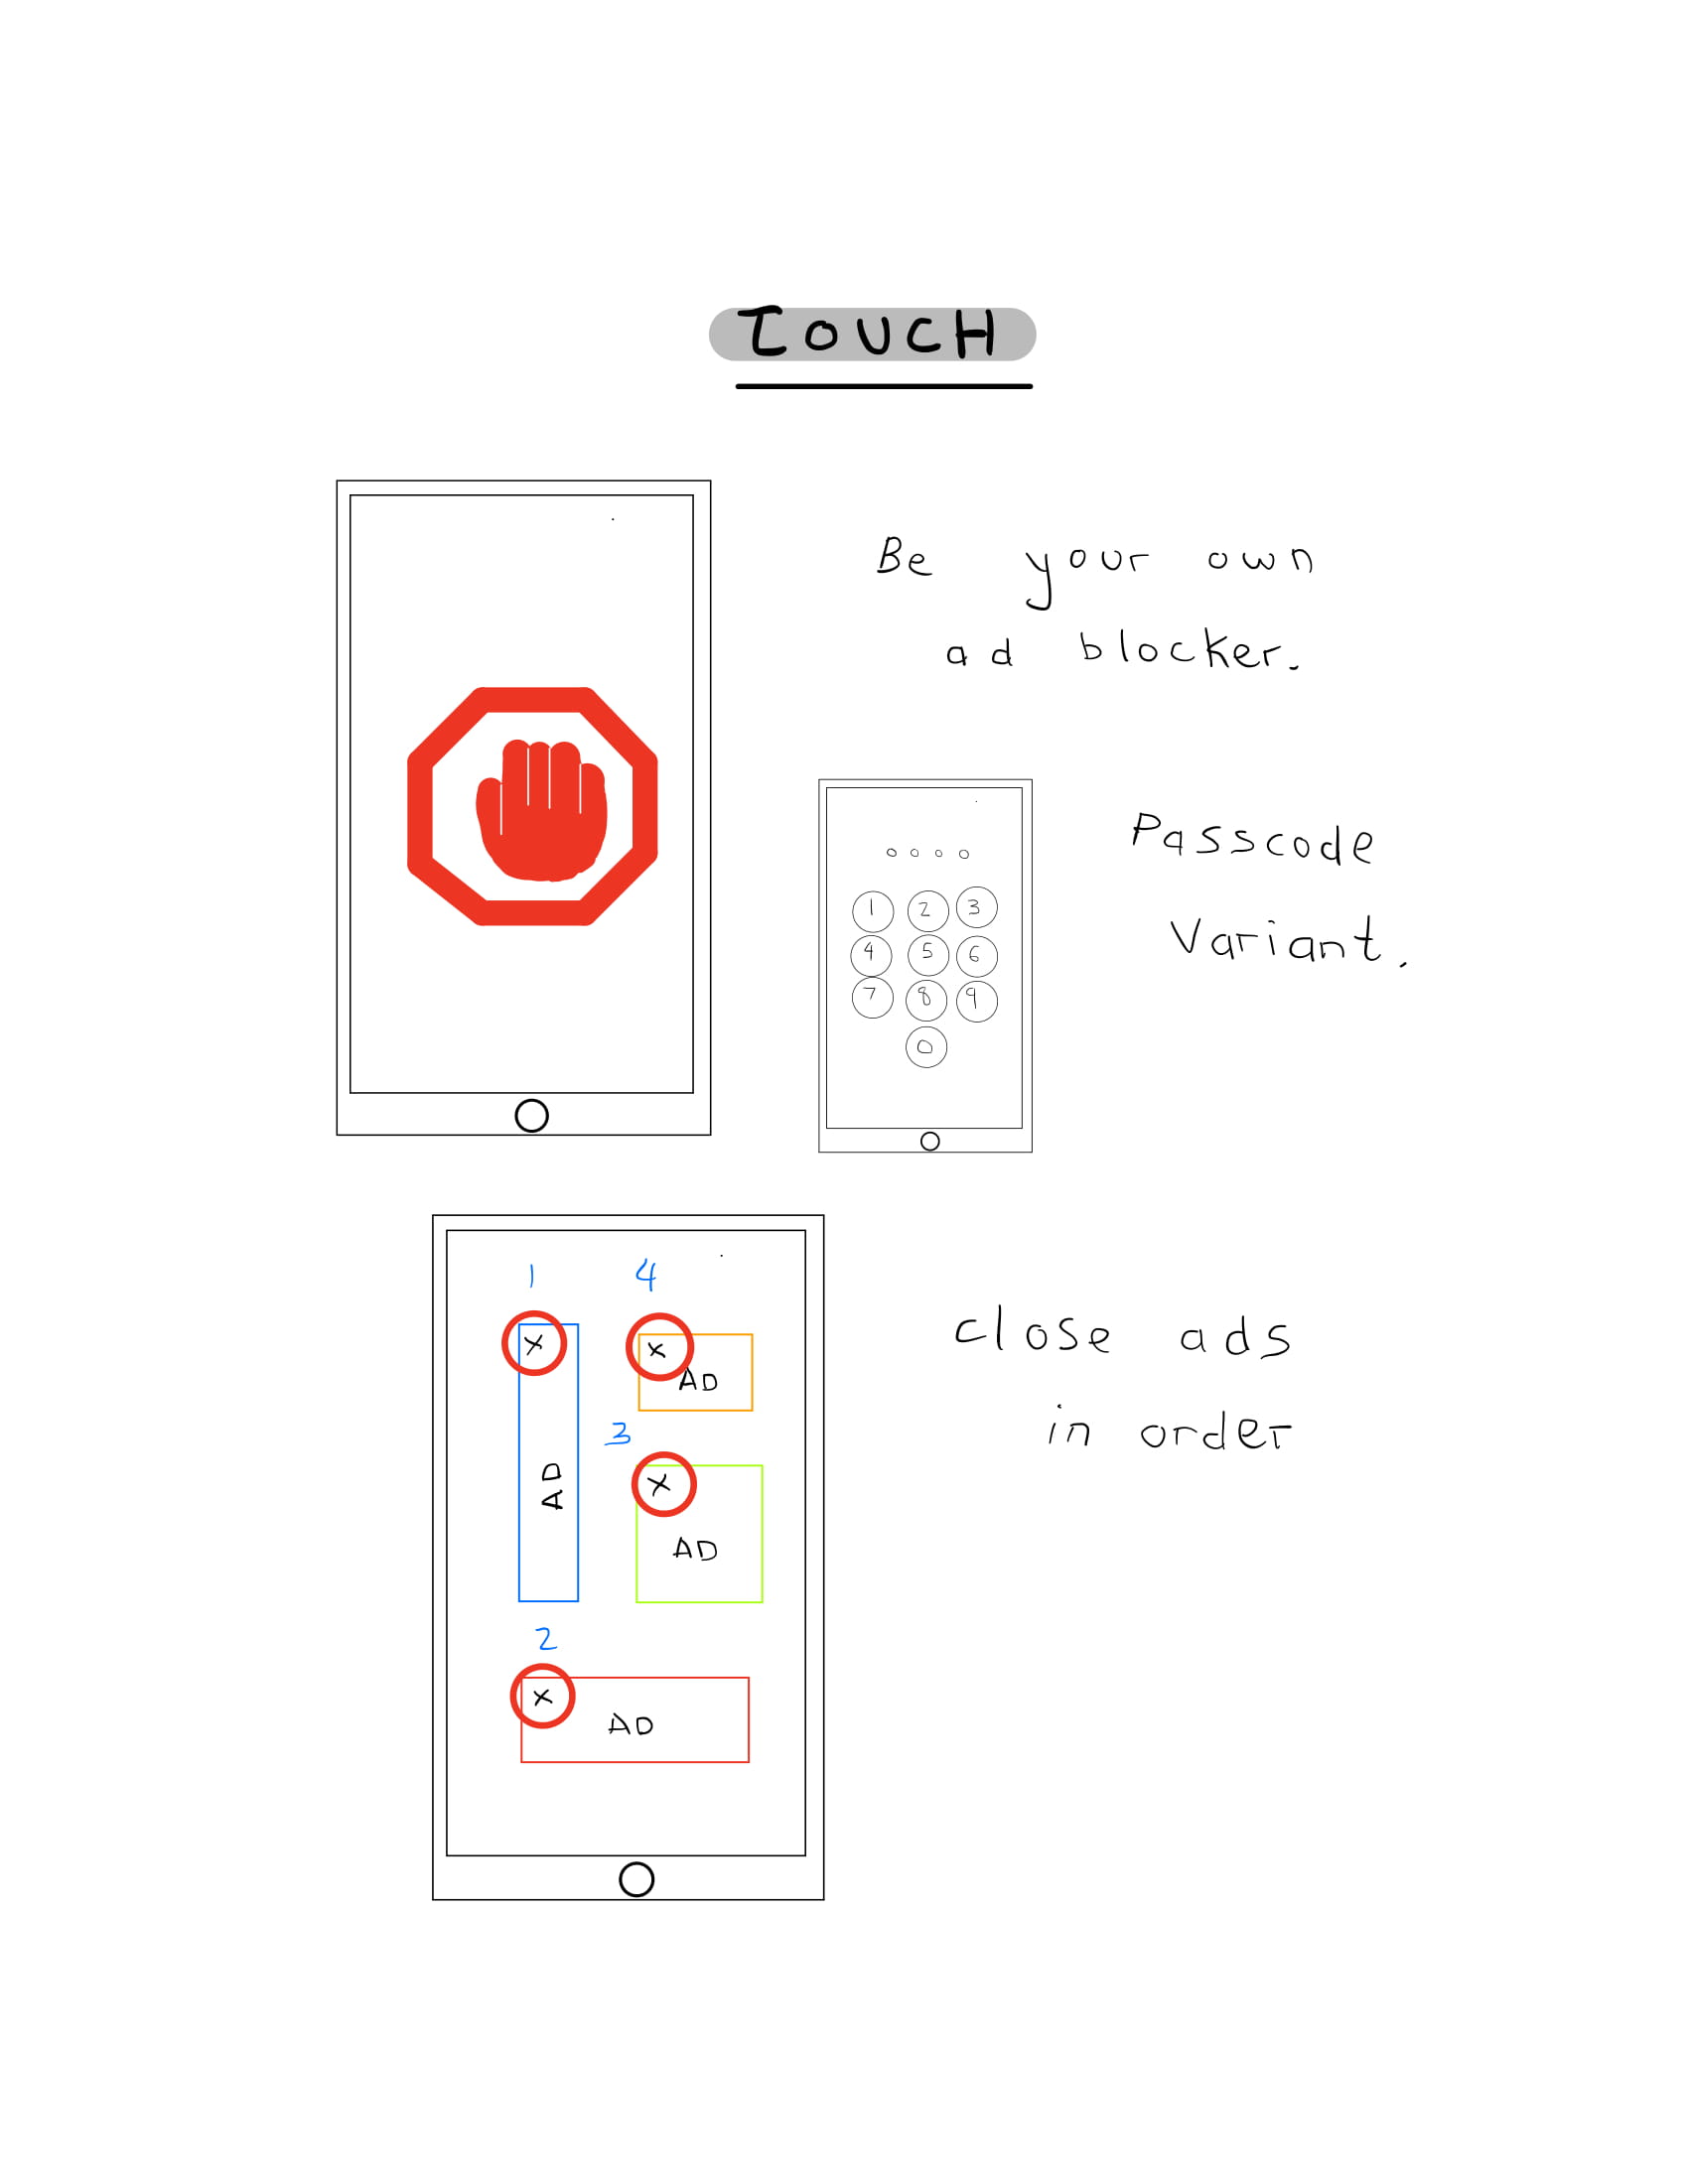 TOUCH
Be your own
ad blocker.
Passcode
Variant.
1 2 3
4 5 6
7 8 9
0
1 4
X X
AD
3
X
AD
AD
2
X
AD
close ads
in order